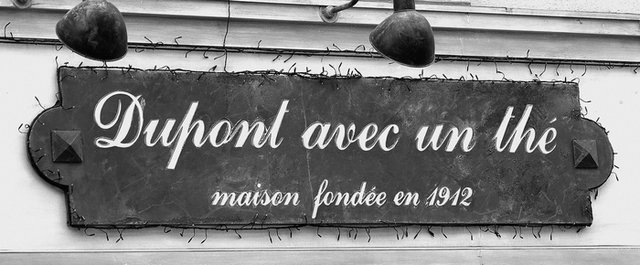 Dupont avec un thé
maison fondée en 1912